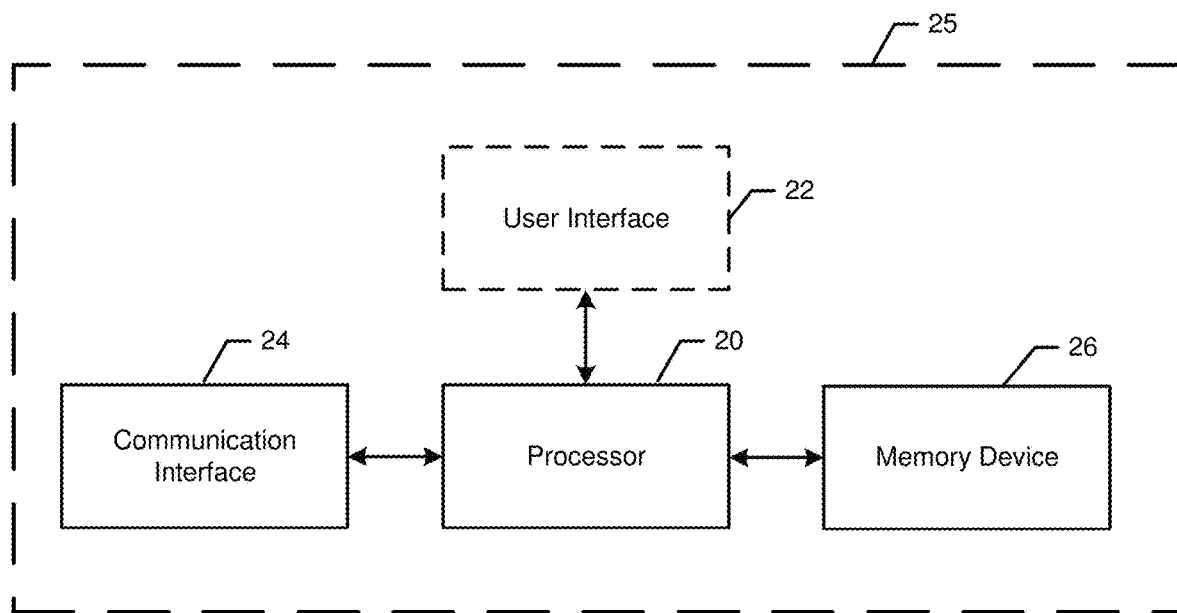 25
User Interface
22
24
20
26
Communication
Interface
Processor
Memory Device